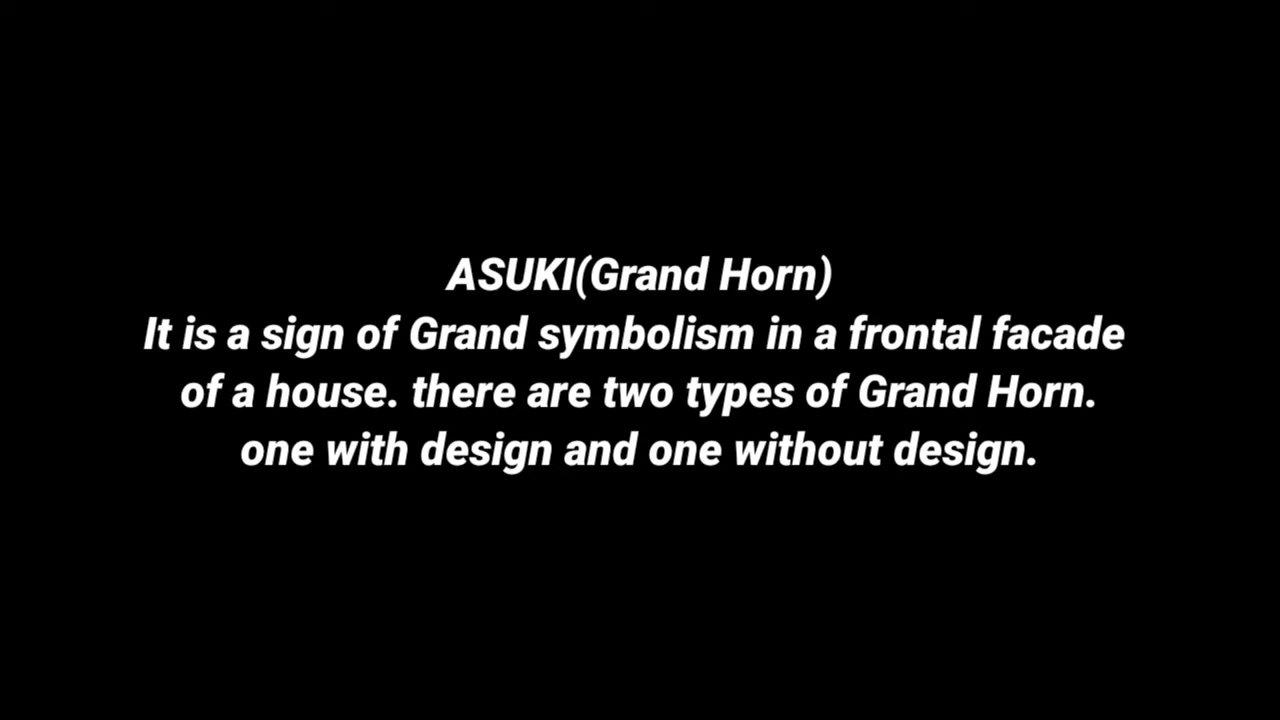 ASUKI(Grand Horn)
It is a sign of Grand symbolism in a frontal facade
of a house. there are two types of Grand Horn.
one with design and one without design.